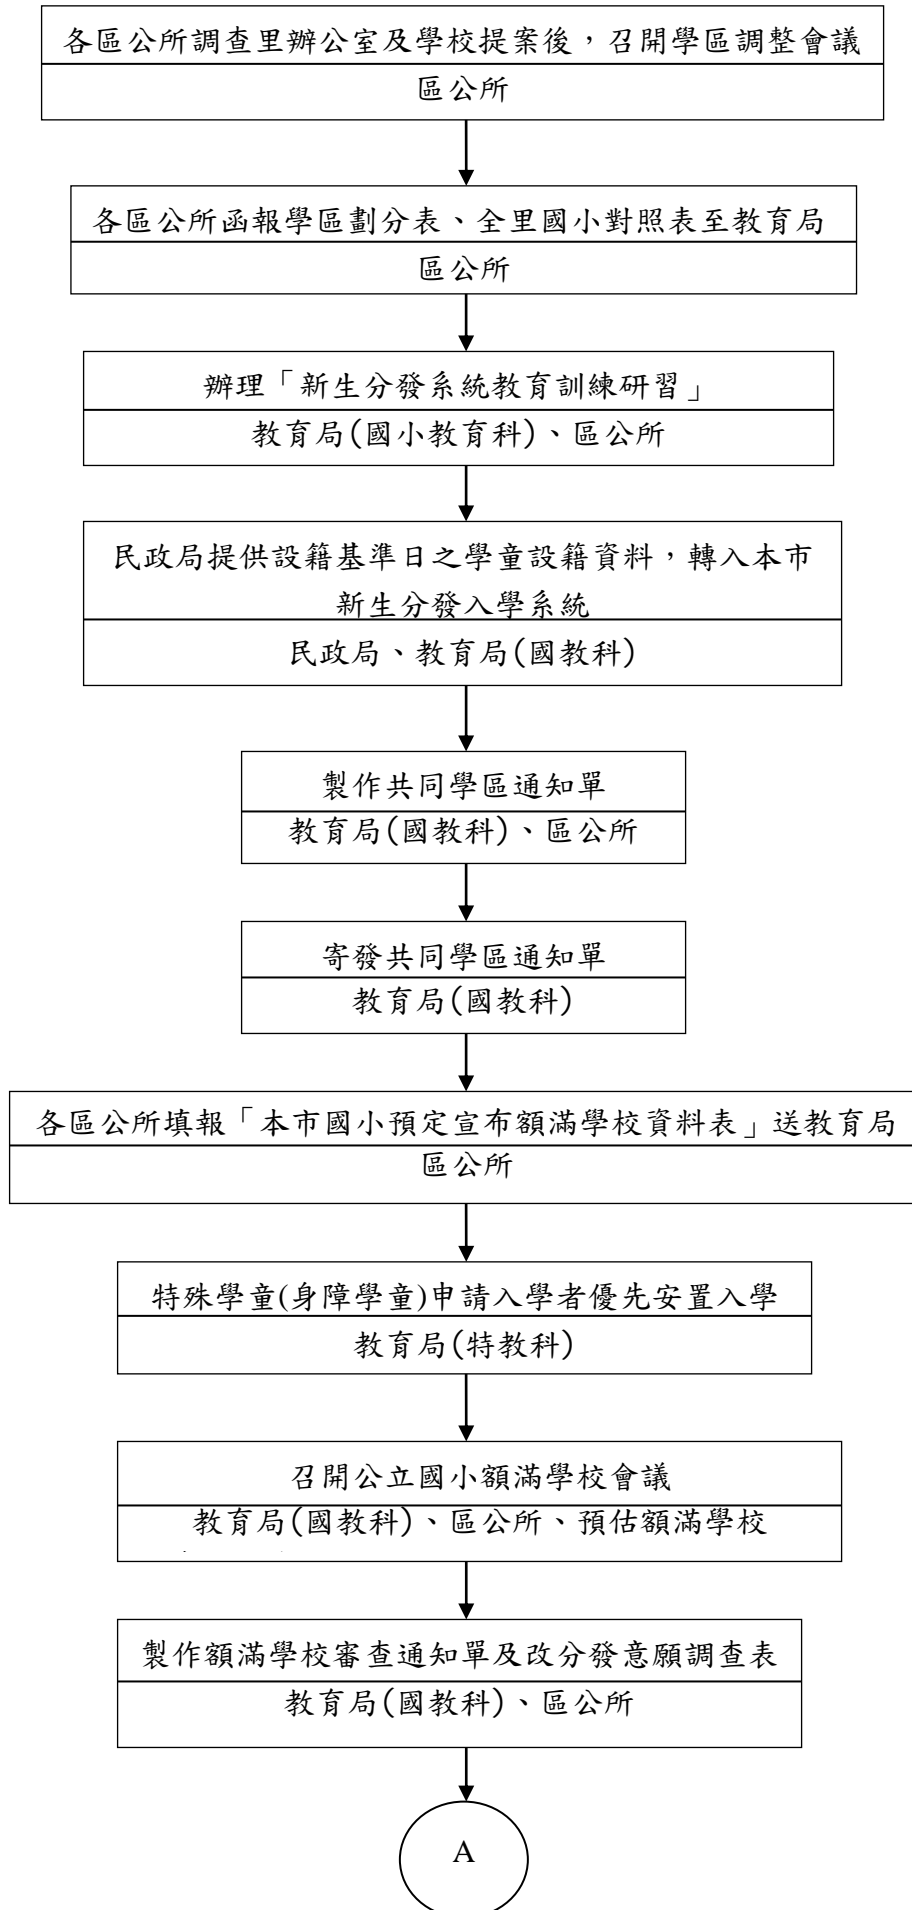 各區公所調查里辦公室及學校提案後，召開學區調整會議
區公所
各區公所函報學區劃分表、全里國小對照表至教育局
區公所
辦理「新生分發系統教育訓練研習」
教育局(國小教育科)、區公所
民政局提供設籍基準日之學童設籍資料，轉入本市
新生分發入學系統
民政局、教育局(國教科)
製作共同學區通知單
教育局(國教科)、區公所
寄發共同學區通知單
教育局(國教科)
各區公所填報「本市國小預定宣布額滿學校資料表」送教育局
區公所
特殊學童(身障學童)申請入學者優先安置入學
教育局(特教科)
召開公立國小額滿學校會議
教育局(國教科)、區公所、預估額滿學校
製作額滿學校審查通知單及改分發意願調查表
教育局(國教科)、區公所
A